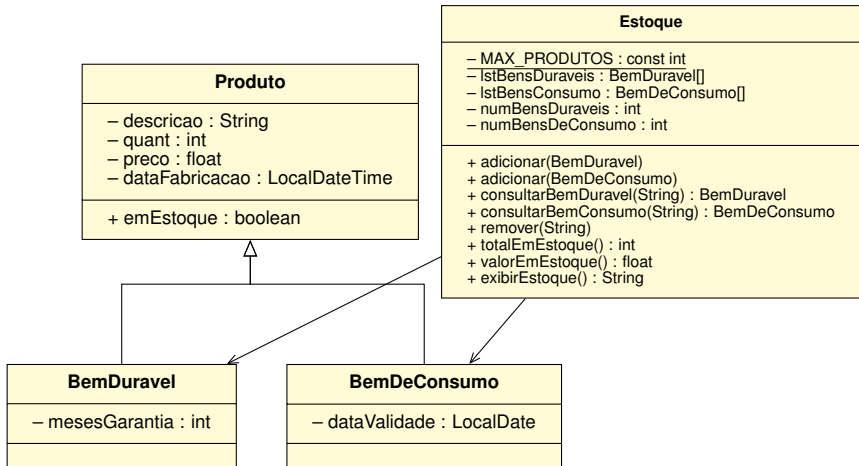 Estoque
– MAX_PRODUTOS : const int
– lstBensDuraveis : BemDuravel[]
– lstBensConsumo : BemDeConsumo[]
– numBensDuraveis : int
– numBensDeConsumo : int
+ adicionar(BemDuravel)
+ adicionar(BemDeConsumo)
+ consultarBemDuravel(String) : BemDuravel
+ consultarBemConsumo(String) : BemDeConsumo
+ remover(String)
+ totalEmEstoque() : int
+ valorEmEstoque() : float
+ exibirEstoque() : String
Produto
– descricao : String
– quant : int
– preco : float
– dataFabricacao : LocalDateTime
+ emEstoque : boolean
BemDuravel
– mesesGarantia : int
BemDeConsumo
– dataValidade : LocalDate